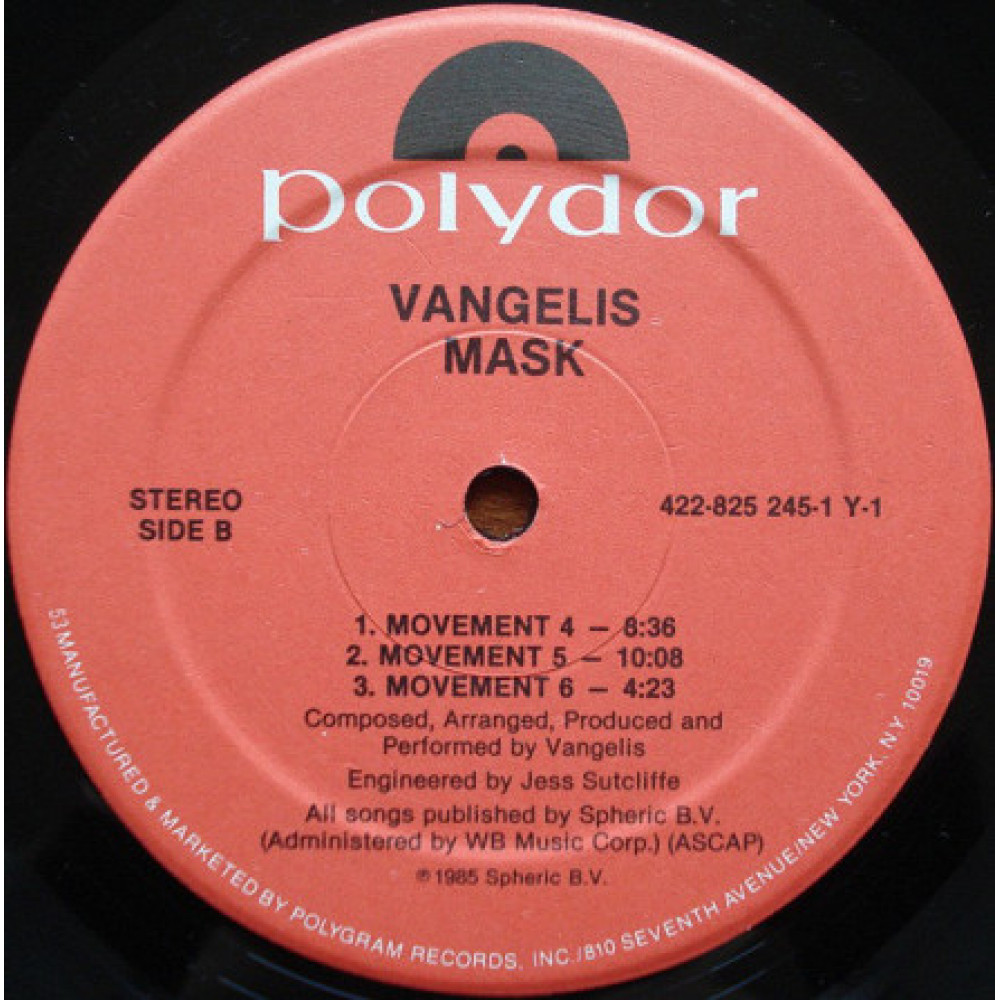 polydor
VANGELIS
MASK
STEREO
SIDE B
422-825 245-1 Y-1
1. MOVEMENT 4 — 8:36
2. MOVEMENT 5 — 10:08
3. MOVEMENT 6 — 4:23
Composed, Arranged, Produced and
Performed by Vangelis
Engineered by Jess Sutcliffe
All songs published by Spheric B.V.
(Administered by WB Music Corp.) (ASCAP)
℗ 1985 Spheric B.V.
53 MANUFACTURED & MARKETED BY POLYGRAM RECORDS, INC./810 SEVENTH AVENUE/NEW YORK, NY 10019